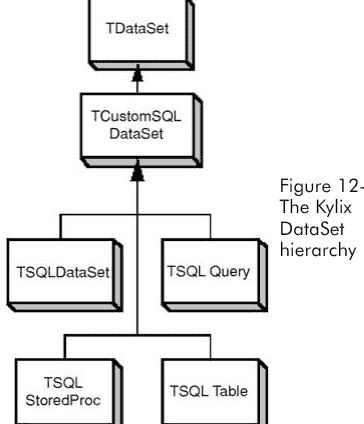 TDataSet
TCustomSQL
DataSet
Figure 12-
The Kylix
DataSet
hierarchy
TSQLDataSet
TSQL Query
TSQL
StoredProc
TSQL Table